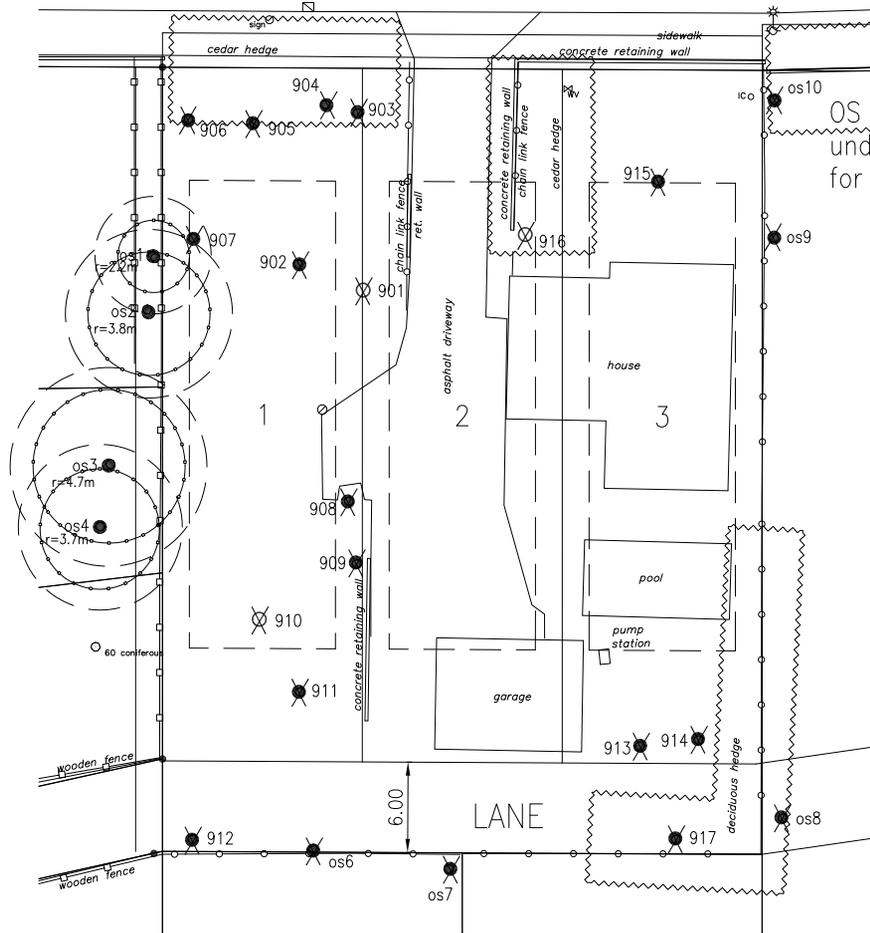 sign
sidewalk
cedar hedge
concrete retaining wall
904
903
906
905
WV
IC
os10
OS
und
for
concrete retaining wall
chain link fence
cedar hedge
915
chain link fence
ret. wall
907
916
os9
os1
r=2.2m
902
901
os2
r=3.8m
asphalt driveway
house
1
2
3
os3
r=4.7m
908
os4
r=3.7m
909
pool
concrete retaining wall
910
pump
station
60 coniferous
911
garage
913
914
deciduous hedge
wooden fence
6.00
LANE
os8
912
917
os6
wooden fence
os7